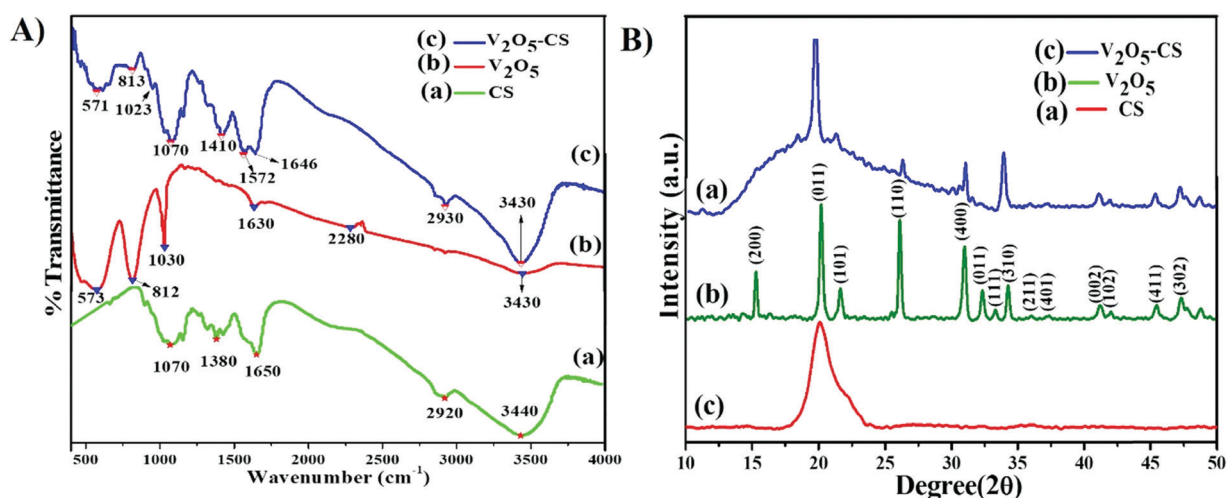 A)
(c) V₂O₅-CS
(b) V₂O₅
(a) CS
% Transmittance
571
813
1023
1070
1410
1572
1646
2930
3430
(c)
573
812
1030
1630
2280
3430
(b)
1070
1380
1650
2920
3440
(a)
500 1000 1500 2000 2500 3000 3500 4000
Wavenumber (cm⁻¹)
B)
(c) V₂O₅-CS
(b) V₂O₅
(a) CS
Intensity (a.u.)
(a)
(200)
(011)
(101)
(110)
(400)
(011)
(111)
(310)
(211)
(401)
(002)
(102)
(411)
(302)
(b)
(c)
10 15 20 25 30 35 40 45 50
Degree(2θ)